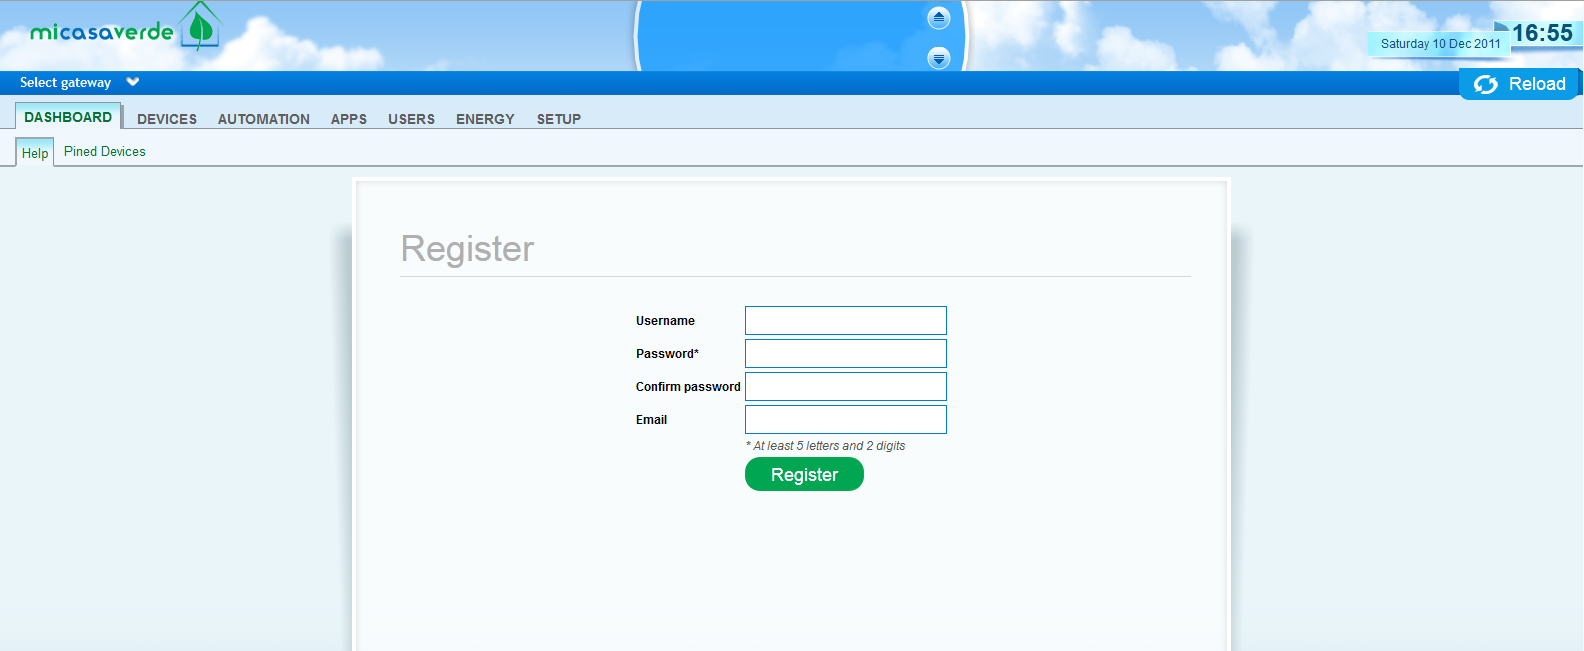 micasaverde
Saturday 10 Dec 2011
16:55
Select gateway
Reload
DASHBOARD DEVICES AUTOMATION APPS USERS ENERGY SETUP
Help Pined Devices
Register
Username
Password*
Confirm password
Email
* At least 5 letters and 2 digits
Register